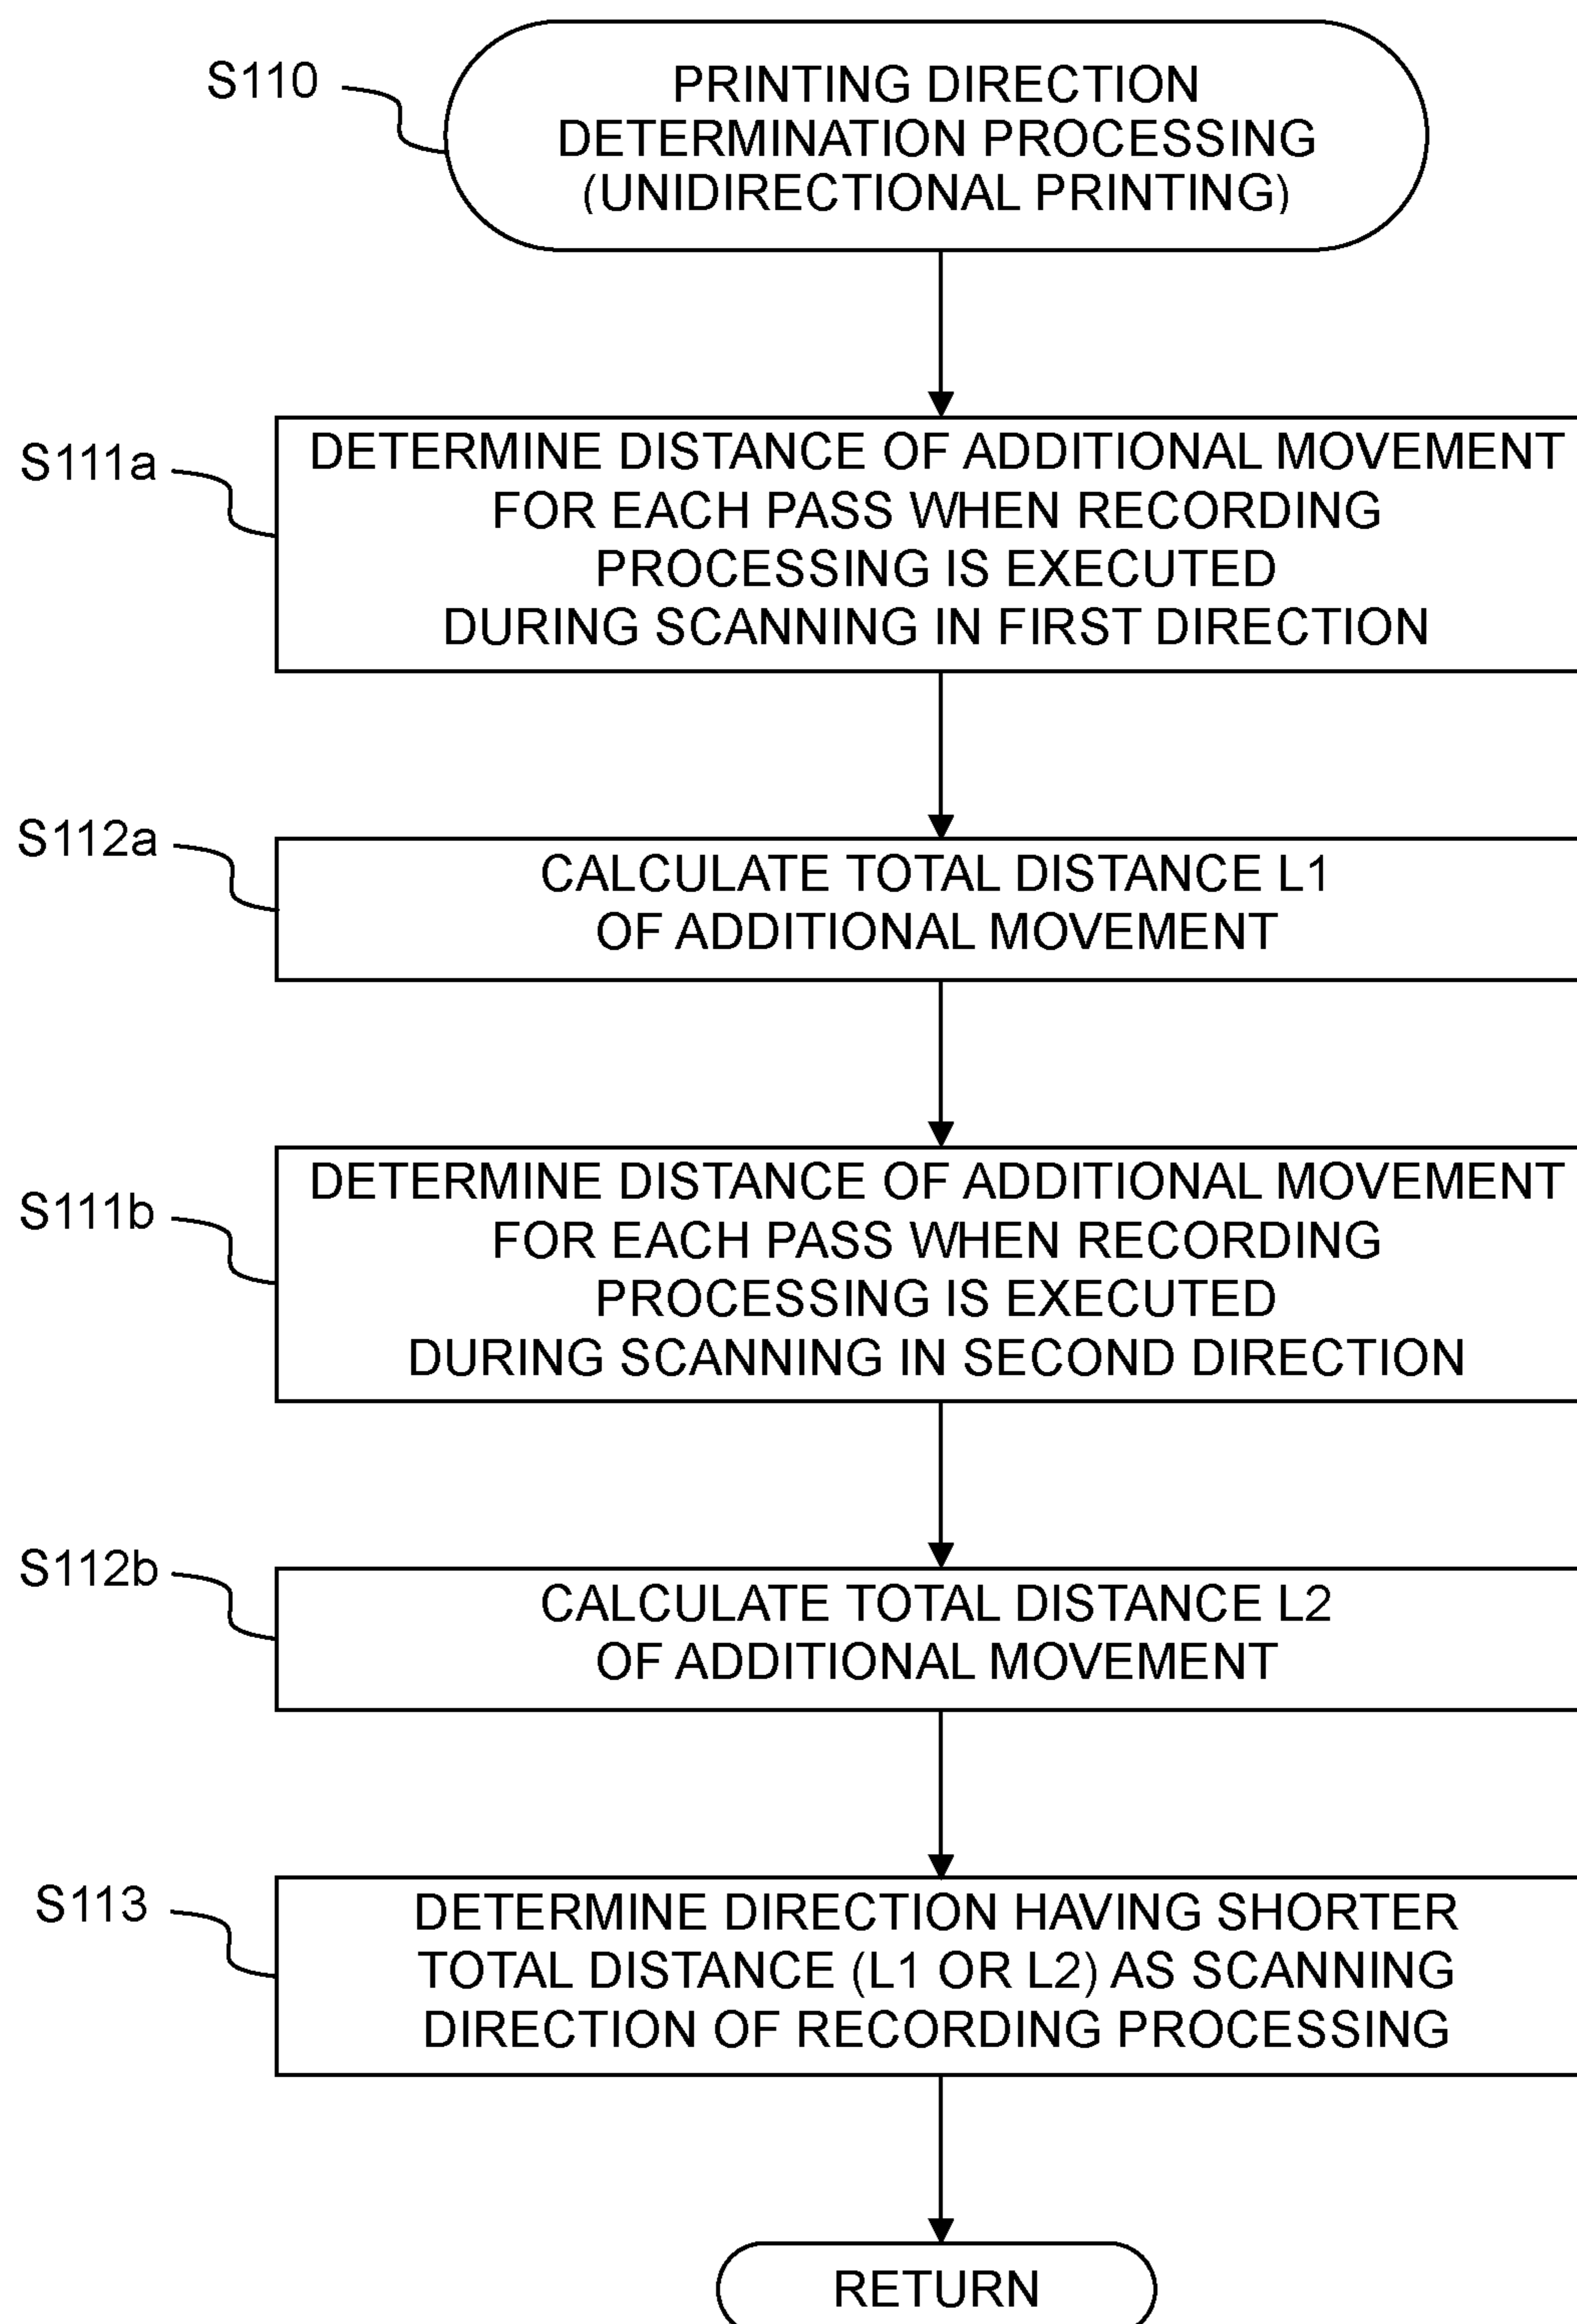 S110
PRINTING DIRECTION
DETERMINATION PROCESSING
(UNIDIRECTIONAL PRINTING)
S111a
DETERMINE DISTANCE OF ADDITIONAL MOVEMENT
FOR EACH PASS WHEN RECORDING
PROCESSING IS EXECUTED
DURING SCANNING IN FIRST DIRECTION
S112a
CALCULATE TOTAL DISTANCE L1
OF ADDITIONAL MOVEMENT
S111b
DETERMINE DISTANCE OF ADDITIONAL MOVEMENT
FOR EACH PASS WHEN RECORDING
PROCESSING IS EXECUTED
DURING SCANNING IN SECOND DIRECTION
S112b
CALCULATE TOTAL DISTANCE L2
OF ADDITIONAL MOVEMENT
S113
DETERMINE DIRECTION HAVING SHORTER
TOTAL DISTANCE (L1 OR L2) AS SCANNING
DIRECTION OF RECORDING PROCESSING
RETURN